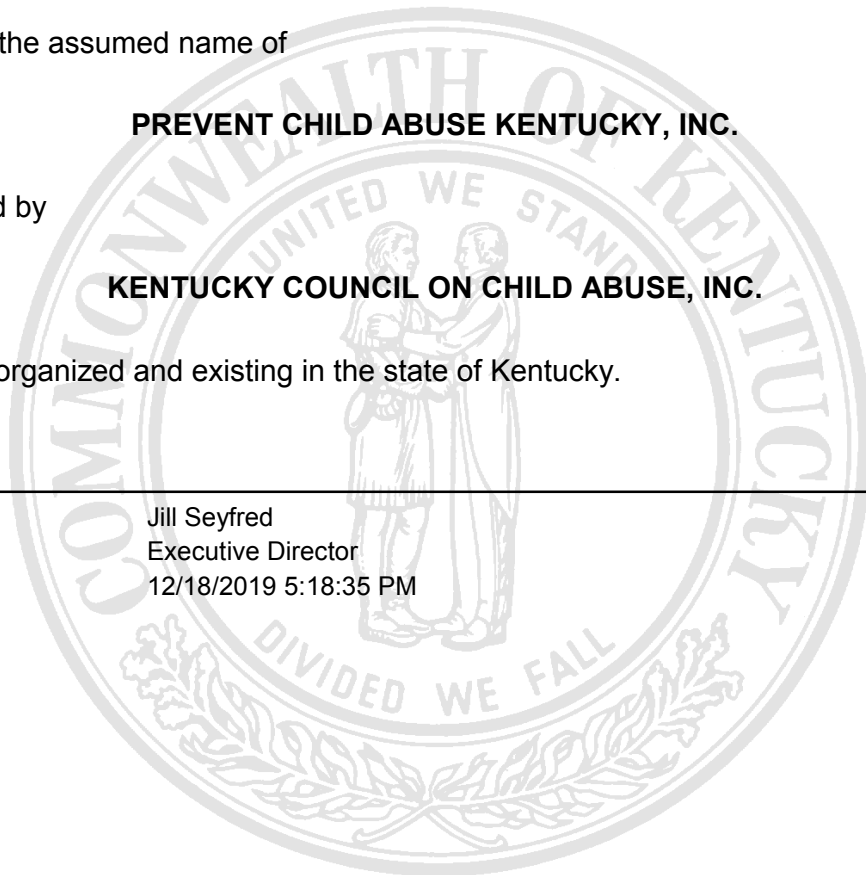 the assumed name of
PREVENT CHILD ABUSE KENTUCKY, INC.
d by
KENTUCKY COUNCIL ON CHILD ABUSE, INC.
organized and existing in the state of Kentucky.
Jill Seyfred
Executive Director
12/18/2019 5:18:35 PM
COMMONWEALTH OF KENTUCKY
UNITED WE STAND
DIVIDED WE FALL